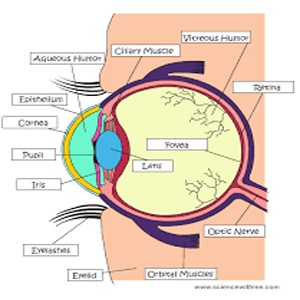 Vitreous Humor
Ciliary Muscle
Aqueous Humor
Retina
Epithelium
Cornea
Fovea
Pupil
Lens
Iris
Optic Nerve
Eyelashes
Eyelid
Orbital Muscles
www.sciencewithme.com